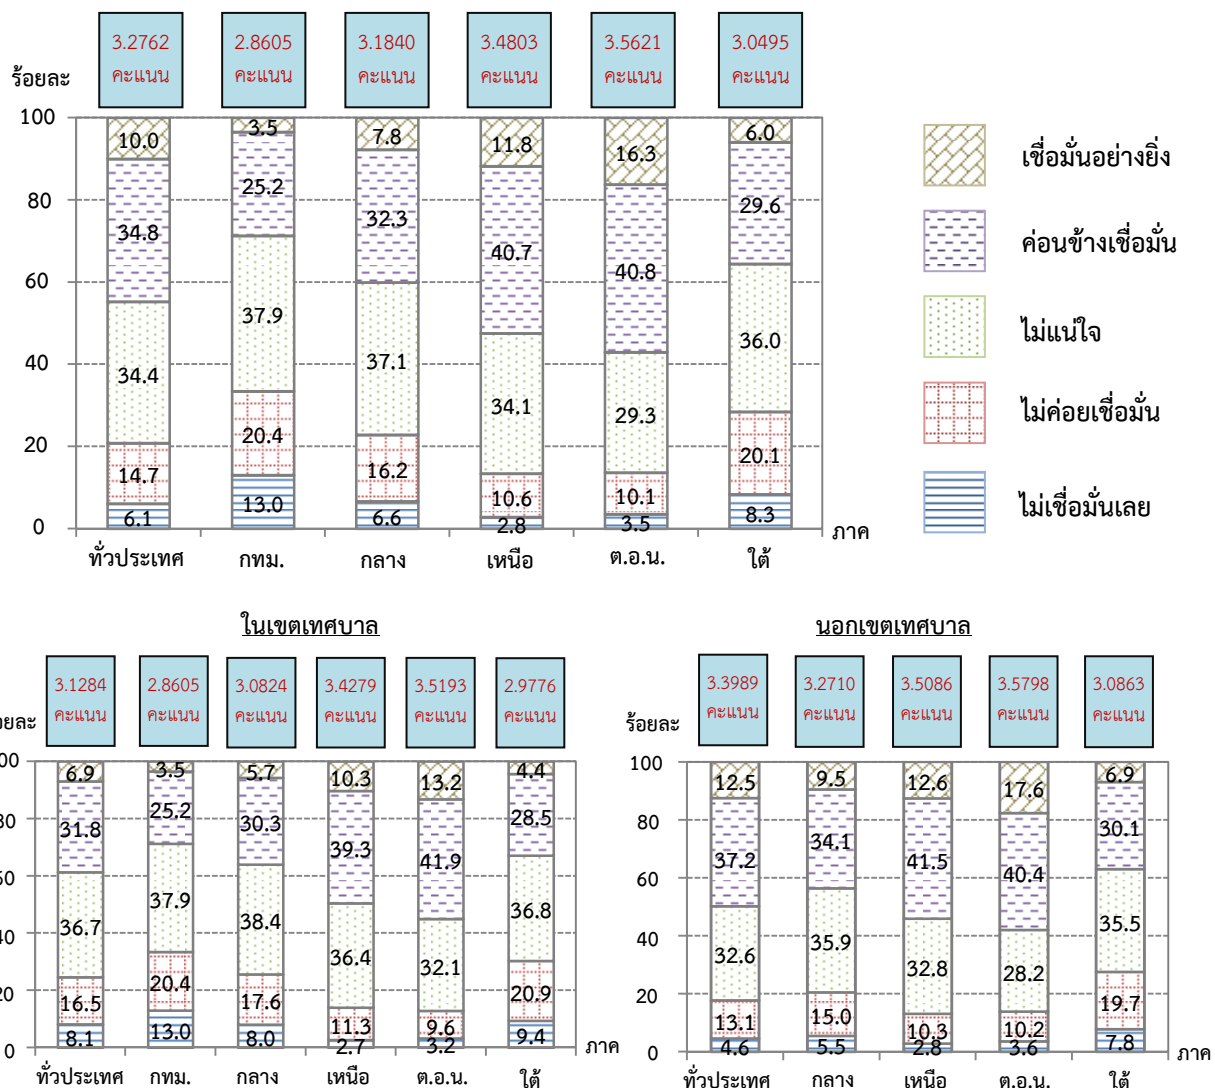 3.2762 2.8605 3.1840 3.4803 3.5621 3.0495
คะแนน คะแนน คะแนน คะแนน คะแนน คะแนน
ร้อยละ
100
80
60
40
20
0
10.0 3.5 7.8 11.8 16.3 6.0
34.8 25.2 32.3 40.7 40.8 29.6
34.4 37.9 37.1 34.1 29.3 36.0
14.7 20.4 16.2 10.6 10.1 20.1
6.1 13.0 6.6 2.8 3.5 8.3
ภาค
ทั่วประเทศ กทม. กลาง เหนือ ต.อ.น. ใต้
เชื่อมั่นอย่างยิ่ง
ค่อนข้างเชื่อมั่น
ไม่แน่ใจ
ไม่ค่อยเชื่อมั่น
ไม่เชื่อมั่นเลย
ในเขตเทศบาล
3.1284 2.8605 3.0824 3.4279 3.5193 2.9776
คะแนน คะแนน คะแนน คะแนน คะแนน คะแนน
อยละ
00
80
60
40
20
0
6.9 3.5 5.7 10.3 13.2 4.4
31.8 25.2 30.3 39.3 41.9 28.5
36.7 37.9 38.4 36.4 32.1 36.8
16.5 20.4 17.6 11.3 9.6 20.9
8.1 13.0 8.0 2.7 3.2 9.4
ภาค
ทั่วประเทศ กทม. กลาง เหนือ ต.อ.น. ใต้
นอกเขตเทศบาล
3.3989 3.2710 3.5086 3.5798 3.0863
คะแนน คะแนน คะแนน คะแนน คะแนน
ร้อยละ
100
80
60
40
20
0
12.5 9.5 12.6 17.6 6.9
37.2 34.1 41.5 40.4 30.1
32.6 35.9 32.8 28.2 35.5
13.1 15.0 10.3 10.2 19.7
4.6 5.5 2.8 3.6 7.8
ภาค
ทั่วประเทศ กลาง เหนือ ต.อ.น. ใต้